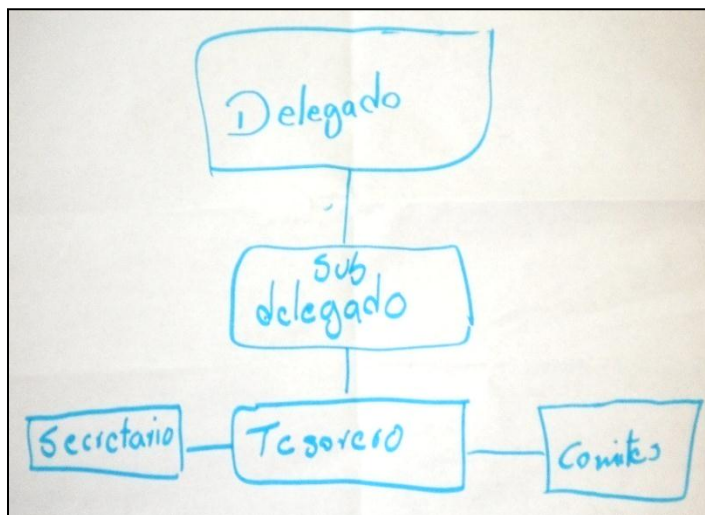 Delegado
Sub
delegado
Secretario
Tesorero
Comites